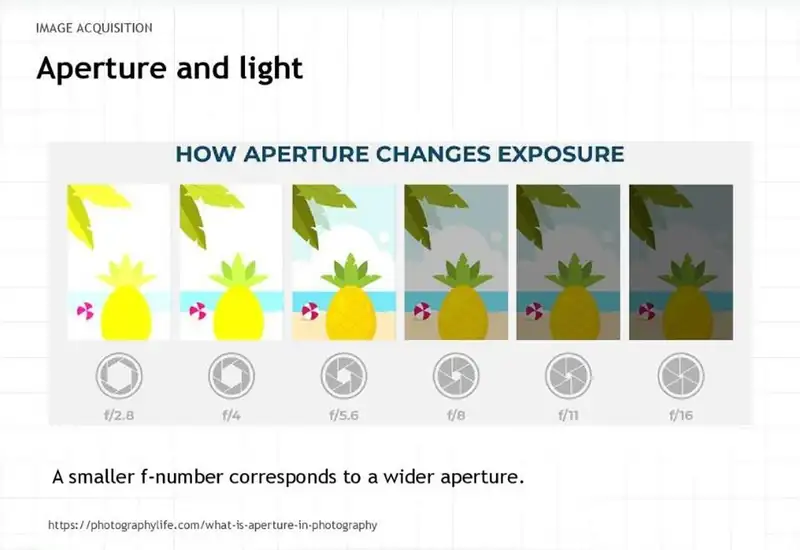 IMAGE ACQUISITION
Aperture and light
HOW APERTURE CHANGES EXPOSURE
f/2.8 f/4 f/5.6 f/8 f/11 f/16
A smaller f-number corresponds to a wider aperture.
https://photographylife.com/what-is-aperture-in-photography